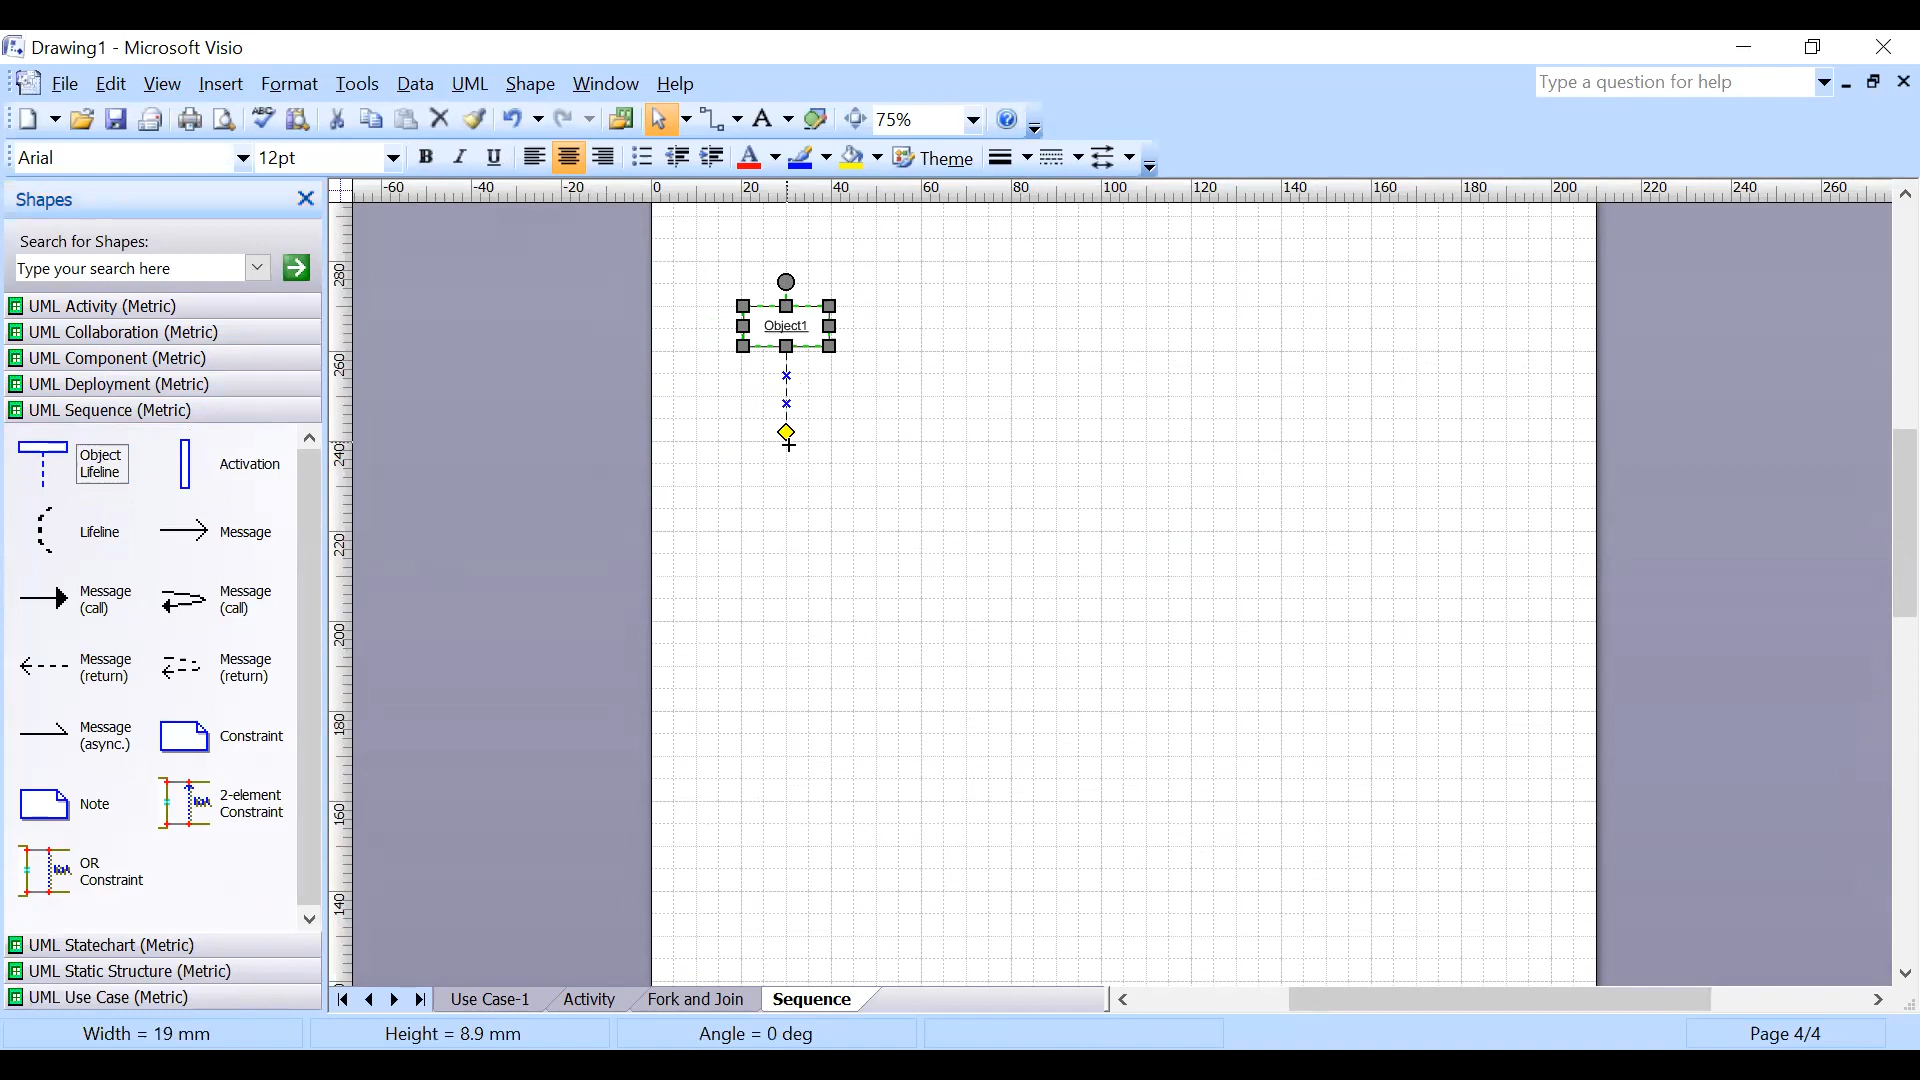 Drawing1 - Microsoft Visio
File Edit View Insert Format Tools Data UML Shape Window Help
Type a question for help
ABC
A
75%
Arial
12pt
B I U
A
Theme
Shapes
-60 -40 -20 0 20 40 60 80 100 120 140 160 180 200 220 240 260
Search for Shapes:
Type your search here
UML Activity (Metric)
UML Collaboration (Metric)
UML Component (Metric)
UML Deployment (Metric)
UML Sequence (Metric)
Object
Lifeline
Activation
Lifeline
Message
Message
(call)
Message
(call)
Message
(return)
Message
(return)
Message
(async.)
Constraint
Note
2-element
Constraint
OR
Constraint
UML Statechart (Metric)
UML Static Structure (Metric)
UML Use Case (Metric)
280
260
240
220
200
180
160
140
Object1
Use Case-1
Activity
Fork and Join
Sequence
Width = 19 mm
Height = 8.9 mm
Angle = 0 deg
Page 4/4